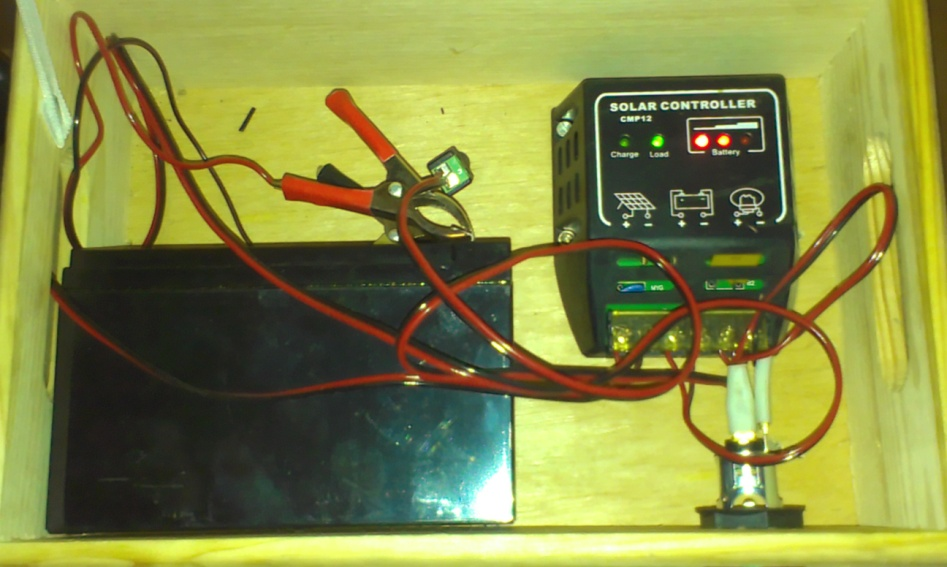 SOLAR CONTROLLER
CMP12
Charge Load Battery
+ - + - + -